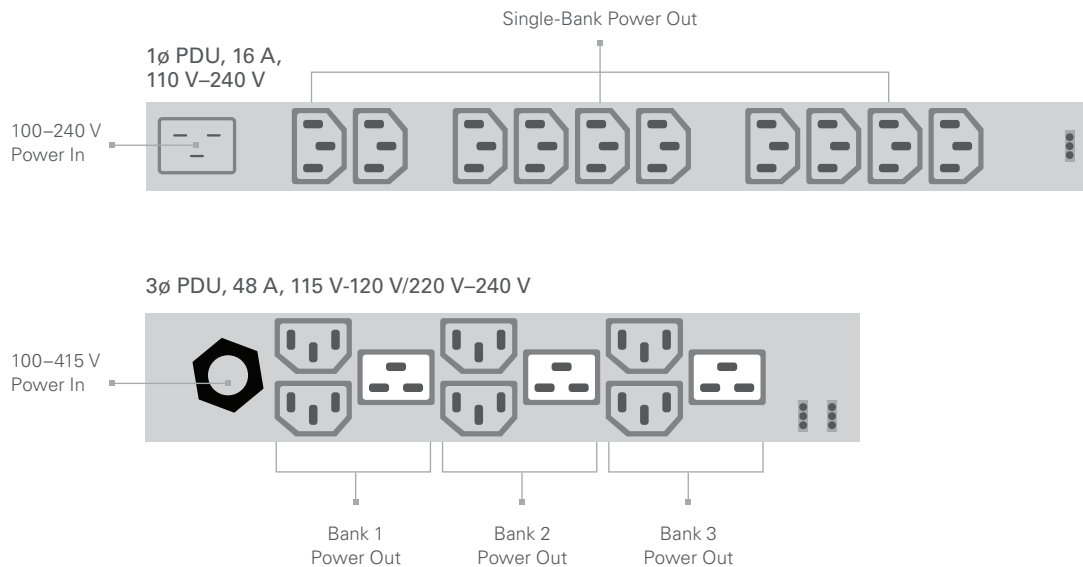 Single-Bank Power Out
1ø PDU, 16 A,
110 V–240 V
100–240 V
Power In
3ø PDU, 48 A, 115 V-120 V/220 V–240 V
100–415 V
Power In
Bank 1
Power Out
Bank 2
Power Out
Bank 3
Power Out